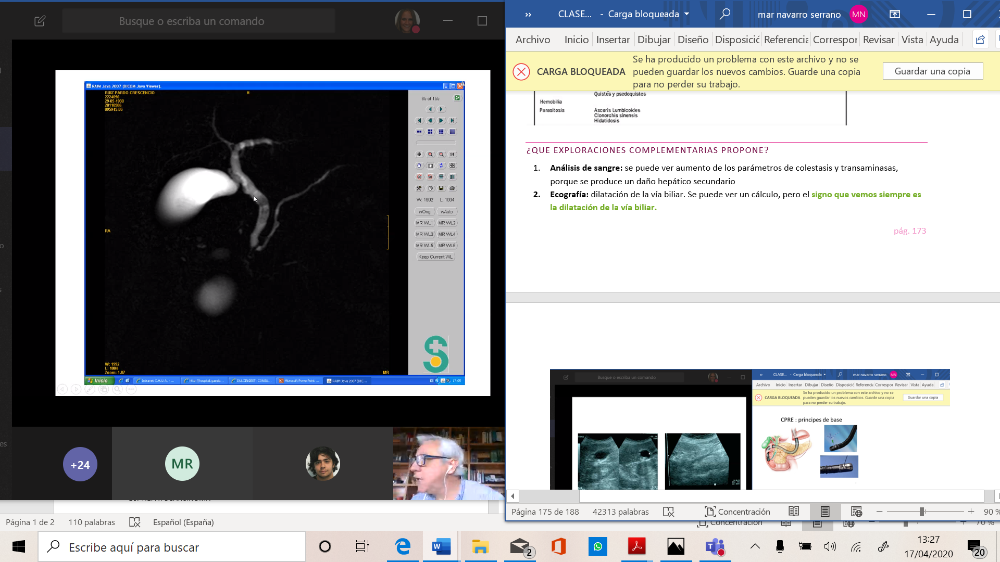 Busque o escriba un comando
RAIM Java 2007 (DICOM Java Viewer).
RUIZ PARDO CRESCENCIO
2224056
29-05-1930
20110506
095945.86
H
RA
W: 1992
L: 1004
Zoom: 1.87
MR
65 of 155
W: 1992 L: 1004
wOrig wAuto
MR WL1 MR WL2
MR WL3 MR WL4
MR WL5 MR WL6
Keep Current WL
Inicio
Intranet C.H.U.A. - ...
http://hospital.gaeab...
DULCINGEST: CONSU...
Microsoft PowerPoint ...
RAIM Java 2007 (DIC...
ES
17:05
+24
MR
Página 1 de 2 110 palabras Español (España)
CLASE... - Carga bloqueada
mar navarro serrano
MN
Archivo Inicio Insertar Dibujar Diseño Disposicić Referencia Correspor Revisar Vista Ayuda
CARGA BLOQUEADA
Se ha producido un problema con este archivo y no se
pueden guardar los nuevos cambios. Guarde una copia
para no perder su trabajo.
Guardar una copia
Quistes y psedoquistes
Hemobilia
Parasitosis
Ascaris Lumbicoides
Clonorchis sinensis
Hidatidosis
¿QUE EXPLORACIONES COMPLEMENTARIAS PROPONE?
1. Análisis de sangre: se puede ver aumento de los parámetros de colestasis y transaminasas,
porque se produce un daño hepático secundario
2. Ecografía: dilatación de la vía biliar. Se puede ver un cálculo, pero el signo que vemos siempre es
la dilatación de la vía biliar.
pág. 173
Busque o escriba un comando
CLASE... - Carga bloqueada
mar navarro serrano
MN
Archivo Inicio Insertar Dibujar Diseño Disposicić Referencia Correspor Revisar Vista Ayuda
CARGA BLOQUEADA
Se ha producido un problema con este archivo y no se
pueden guardar los nuevos cambios. Guarde una copia
para no perder su trabajo.
Guardar una copia
CPRE : principes de base
Página 175 de 188 42313 palabras Concentración 90 %
Concentración 70 %
Escribe aquí para buscar
2
13:27
17/04/2020
20